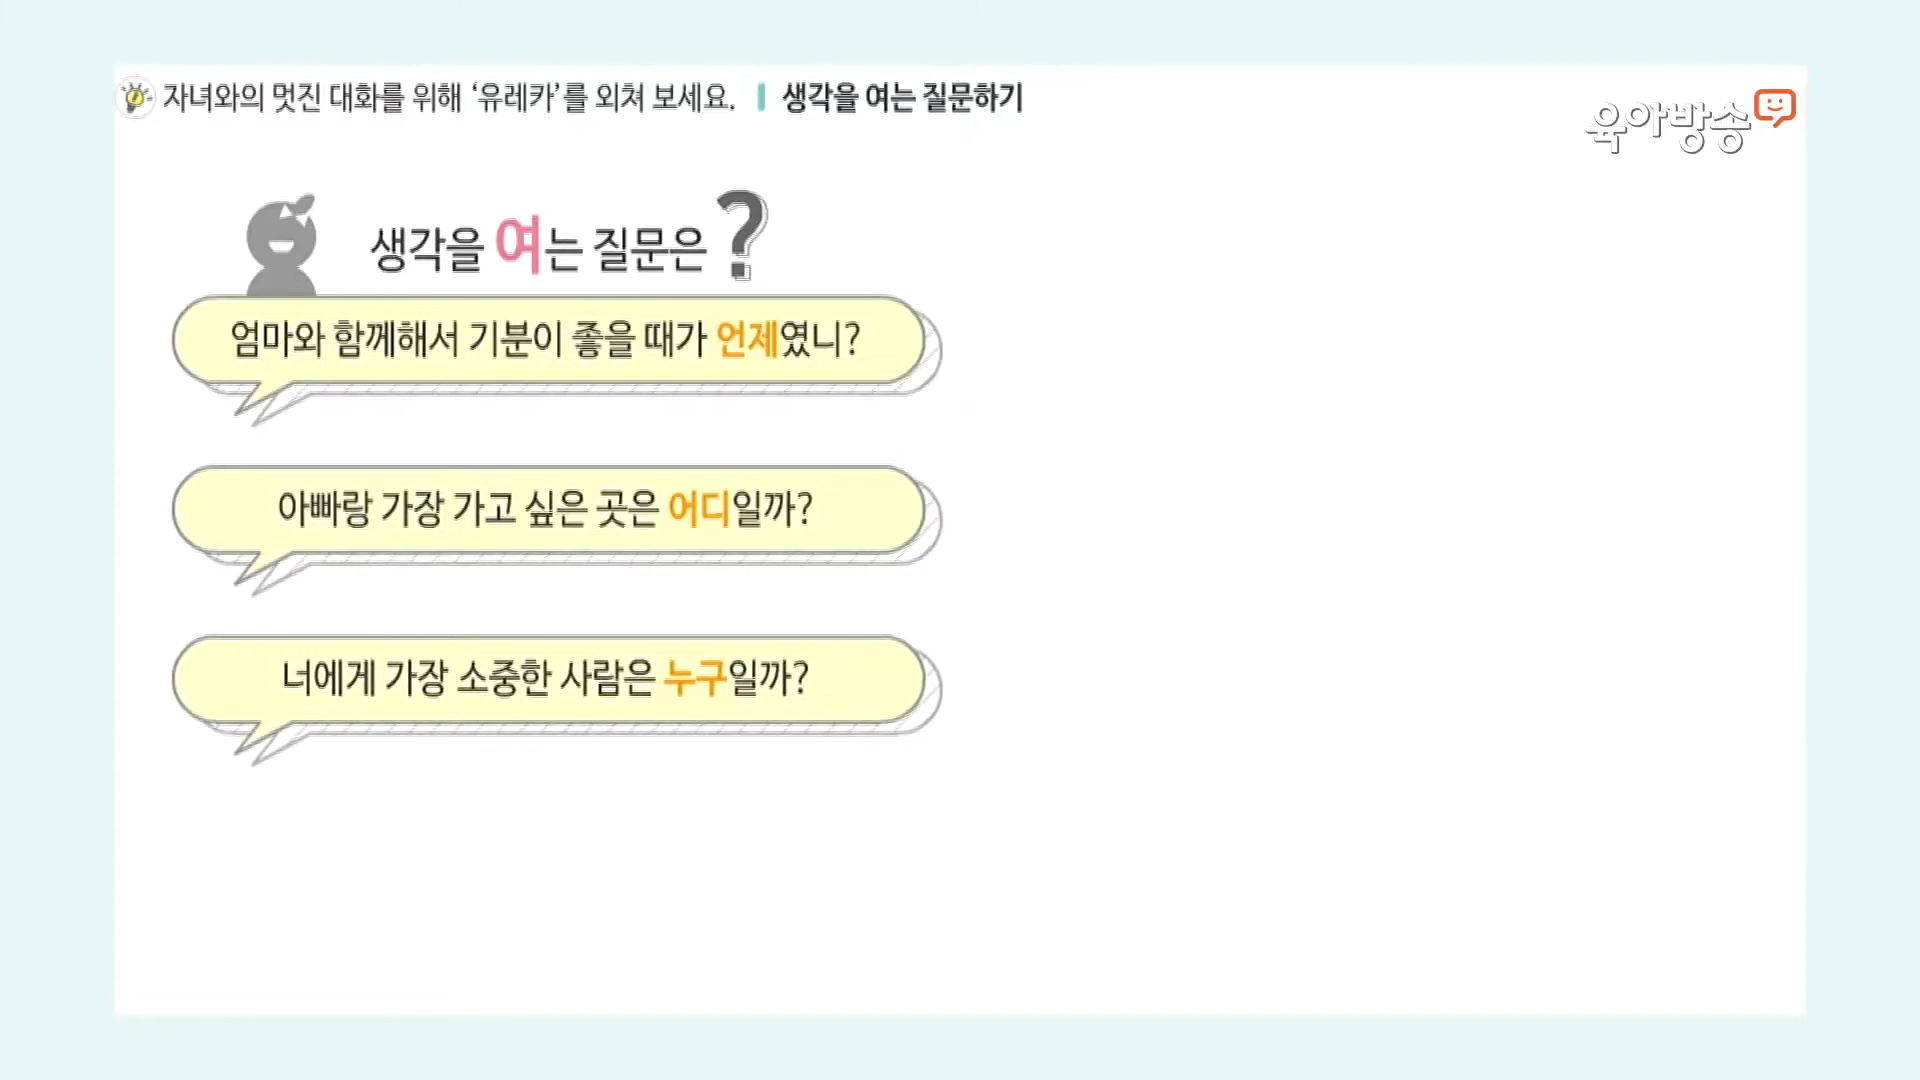 자녀와의 멋진 대화를 위해 ‘유레카’를 외쳐 보세요. 생각을 여는 질문하기
육아방송
생각을 여는 질문은?
엄마와 함께해서 기분이 좋을 때가 언제였니?
아빠랑 가장 가고 싶은 곳은 어디일까?
너에게 가장 소중한 사람은 누구일까?